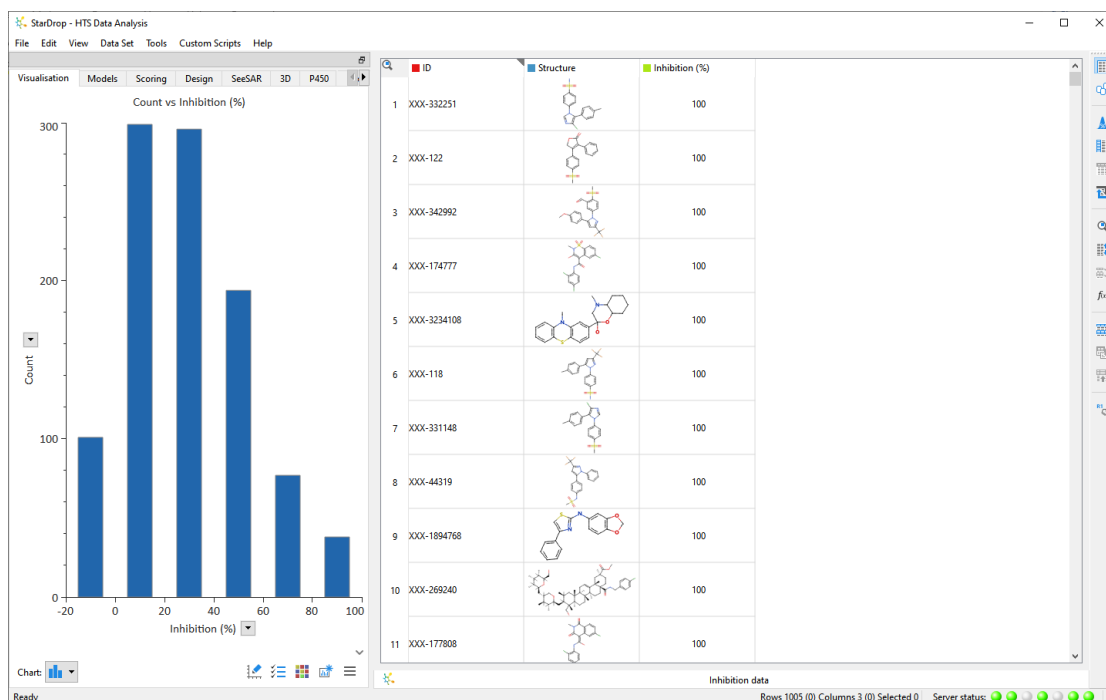 StarDrop - HTS Data Analysis
File Edit View Data Set Tools Custom Scripts Help
Visualisation Models Scoring Design SeeSAR 3D P450
Count vs Inhibition (%)
300
200
100
0
-20 0 20 40 60 80 100
Count
Inhibition (%)
Chart:
ID Structure Inhibition (%)
1 XXX-332251 100
2 XXX-122 100
3 XXX-342992 100
4 XXX-174777 100
5 XXX-3234108 100
6 XXX-118 100
7 XXX-331148 100
8 XXX-44319 100
9 XXX-1894768 100
10 XXX-269240 100
11 XXX-177808 100
Inhibition data
Ready
Rows 1005 (0) Columns 3 (0) Selected 0 Server status: